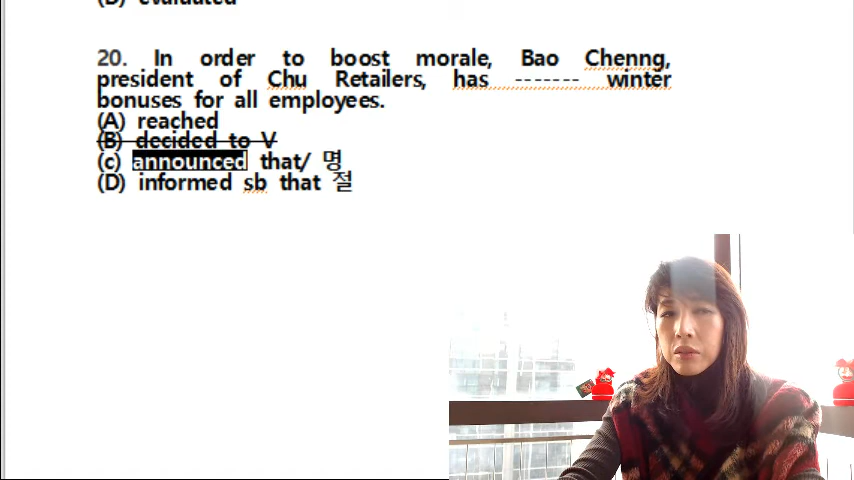 (D) evaluated
20. In order to boost morale, Bao Chenng,
president of Chu Retailers, has ------- winter
bonuses for all employees.
(A) reached
(B) decided to V
(c) announced that/ 명
(D) informed sb that 절